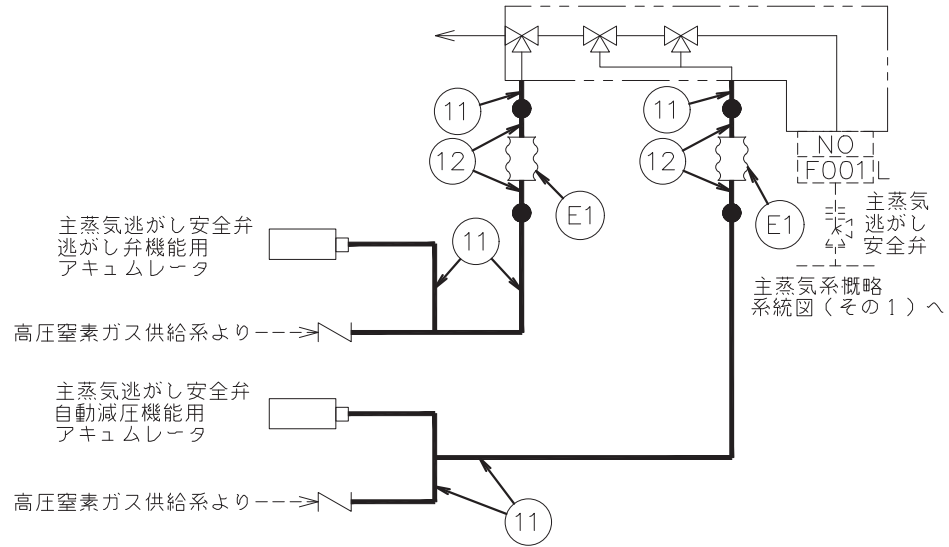 11
11
12
12
NO
F001L
E1
E1
主蒸気
逃がし
安全弁
主蒸気逃がし安全弁
逃がし弁機能用
アキュムレータ
11
主蒸気系概略
系統図（その１）へ
高圧窒素ガス供給系より
主蒸気逃がし安全弁
自動減圧機能用
アキュムレータ
高圧窒素ガス供給系より
11